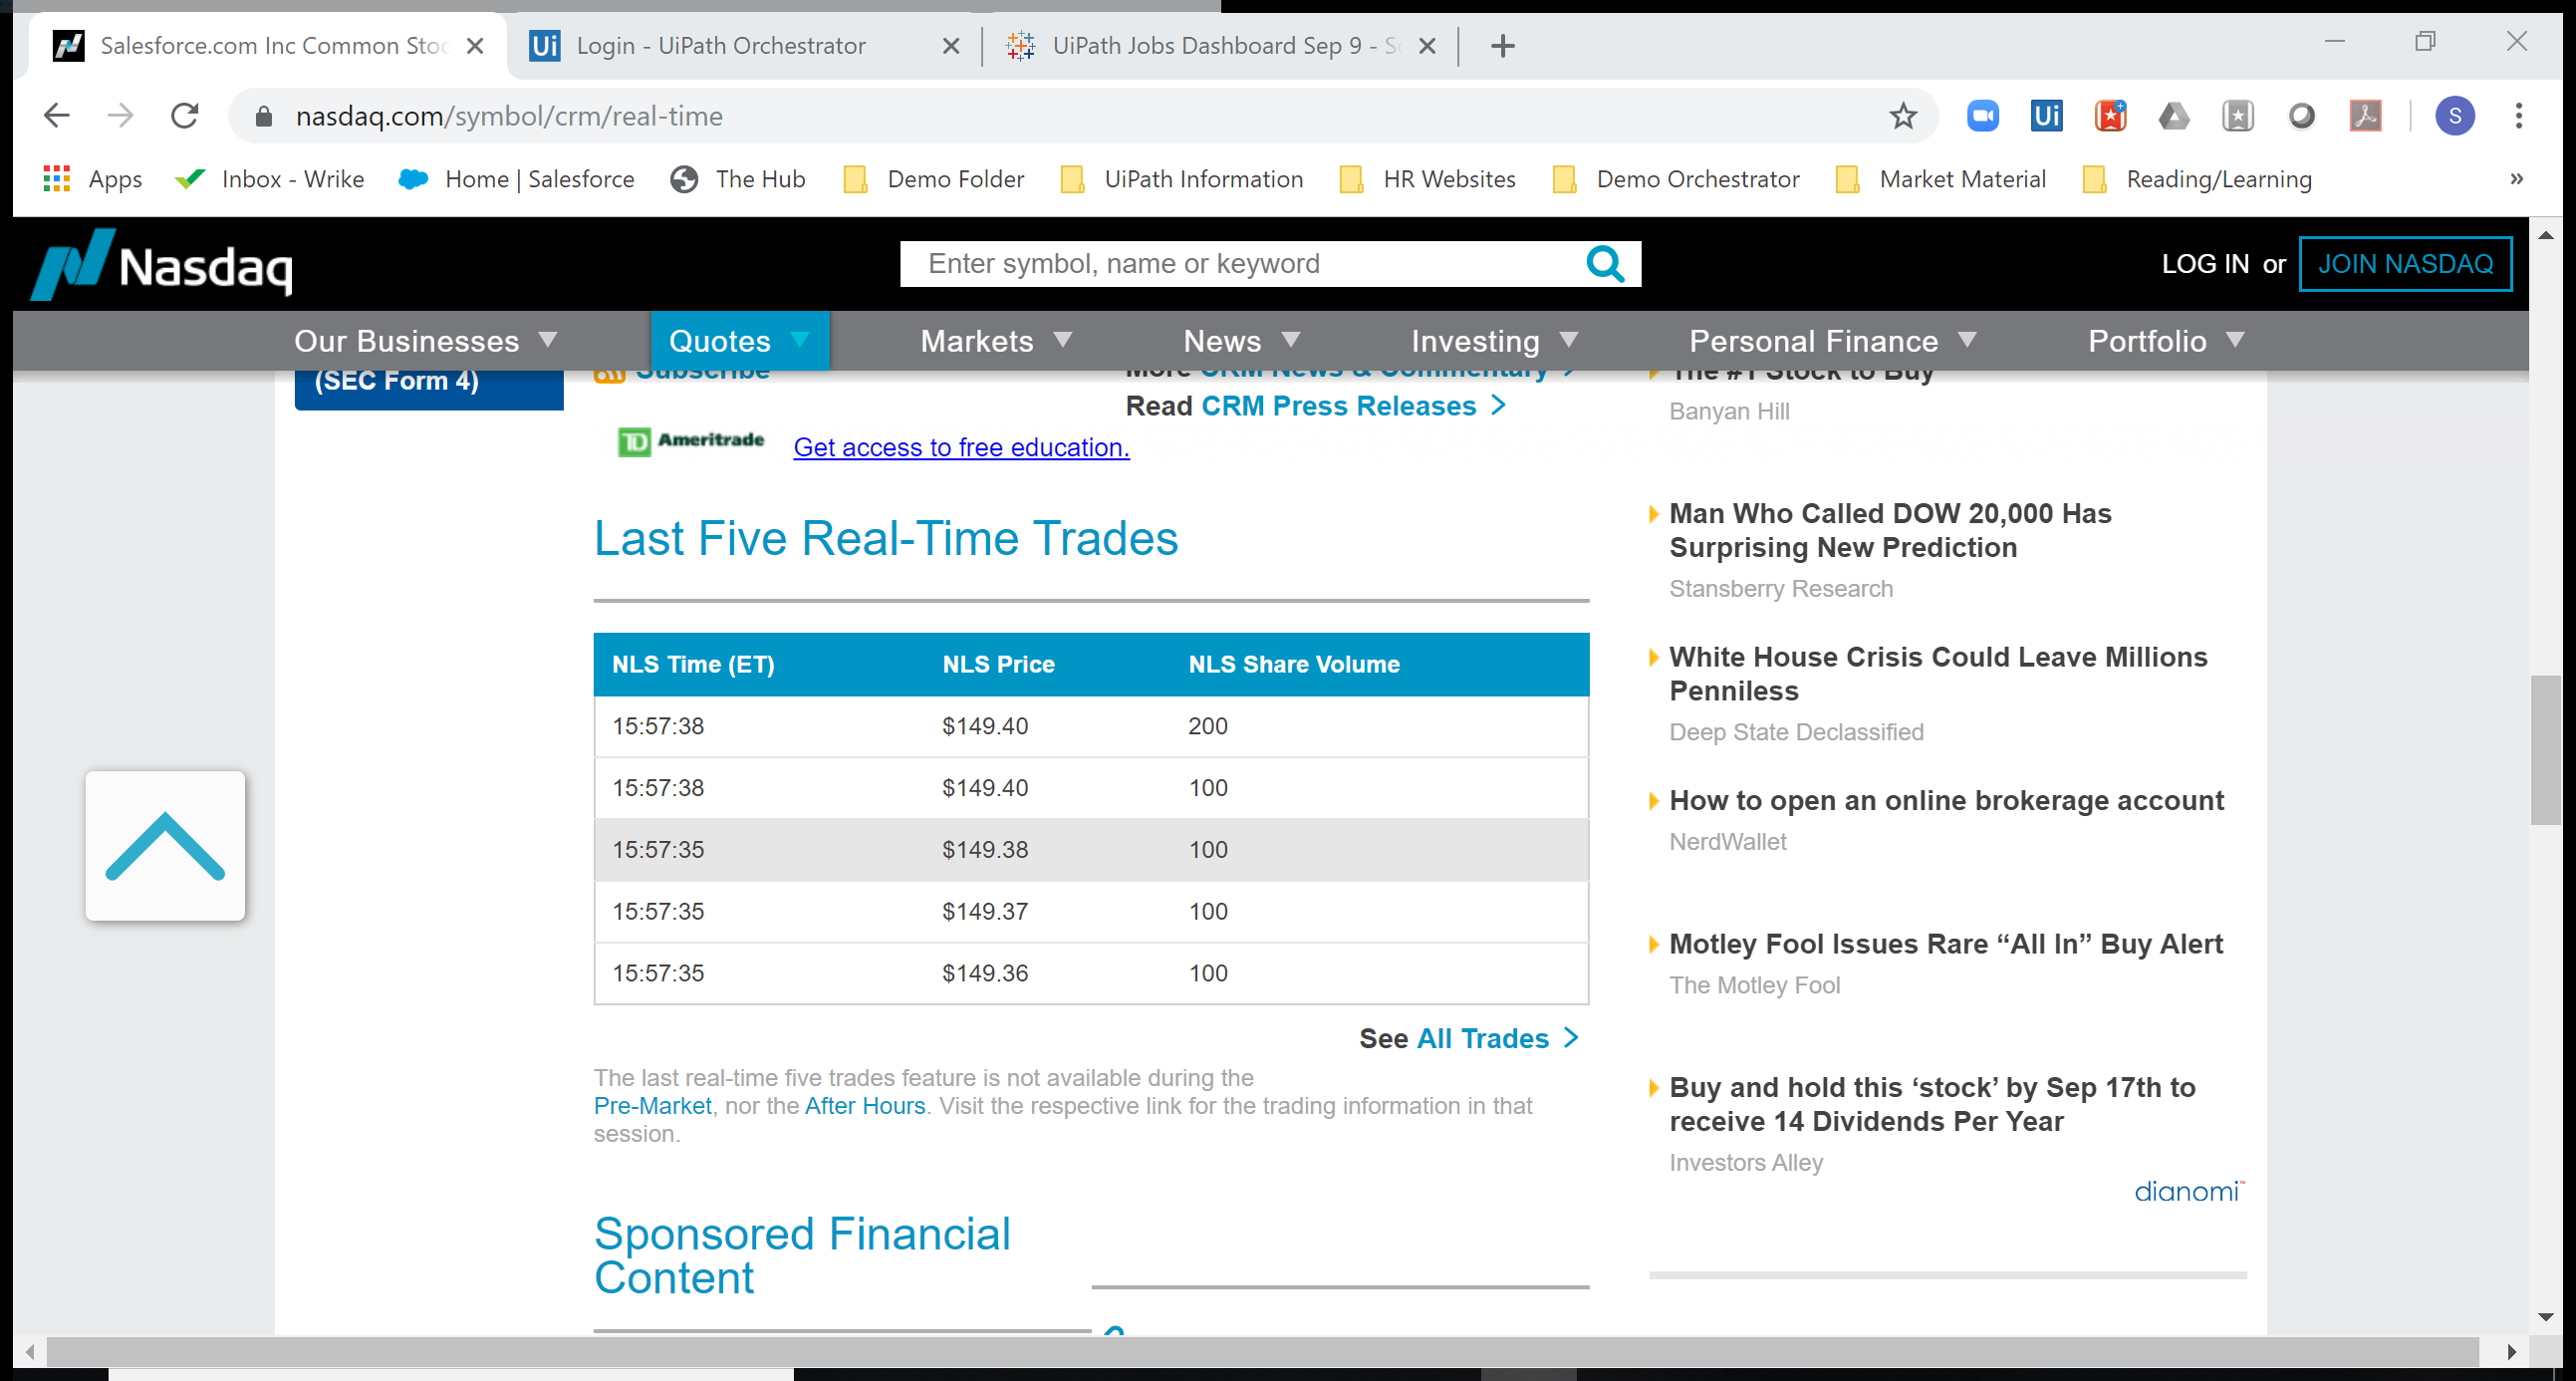 Salesforce.com Inc Common Stoc
Login - UiPath Orchestrator
UiPath Jobs Dashboard Sep 9 - S
nasdaq.com/symbol/crm/real-time
S
Apps
Inbox - Wrike
Home | Salesforce
The Hub
Demo Folder
UiPath Information
HR Websites
Demo Orchestrator
Market Material
Reading/Learning
»
Nasdaq
Enter symbol, name or keyword
LOG IN or JOIN NASDAQ
Our Businesses
Quotes
Markets
News
Investing
Personal Finance
Portfolio
(SEC Form 4)
Subscribe
More CRM News & Commentary
Read CRM Press Releases
TD Ameritrade
Get access to free education.
Last Five Real-Time Trades
NLS Time (ET) NLS Price NLS Share Volume
15:57:38 $149.40 200
15:57:38 $149.40 100
15:57:35 $149.38 100
15:57:35 $149.37 100
15:57:35 $149.36 100
See All Trades
The last real-time five trades feature is not available during the
Pre-Market, nor the After Hours. Visit the respective link for the trading information in that
session.
Sponsored Financial
Content
The #1 Stock to Buy
Banyan Hill
Man Who Called DOW 20,000 Has
Surprising New Prediction
Stansberry Research
White House Crisis Could Leave Millions
Penniless
Deep State Declassified
How to open an online brokerage account
NerdWallet
Motley Fool Issues Rare “All In” Buy Alert
The Motley Fool
Buy and hold this ‘stock’ by Sep 17th to
receive 14 Dividends Per Year
Investors Alley
dianomi™